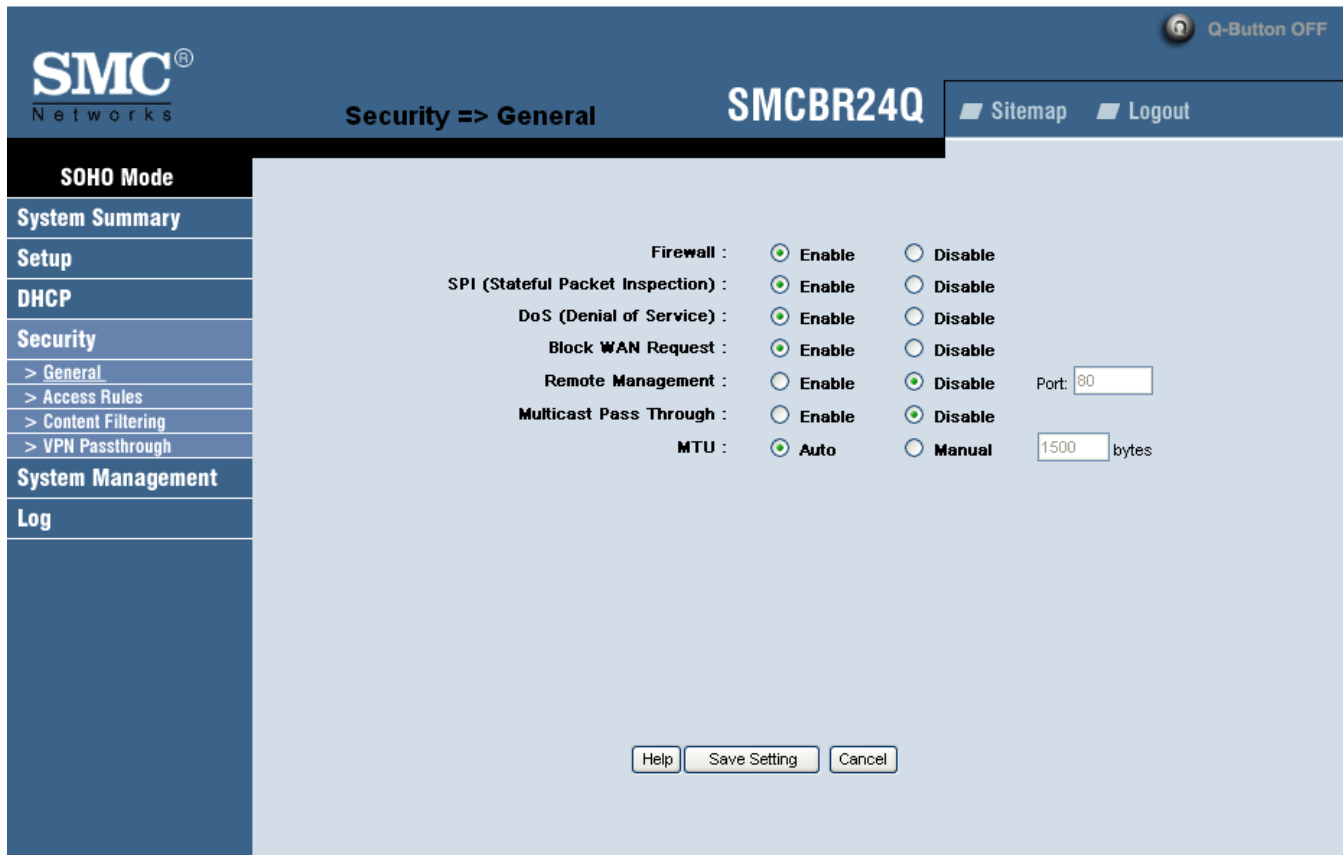 Q-Button OFF
SMC®
Networks
Security => General
SMCBR24Q
Sitemap
Logout
SOHO Mode
System Summary
Setup
DHCP
Security
> General
> Access Rules
> Content Filtering
> VPN Passthrough
System Management
Log
Firewall : Enable Disable
SPI (Stateful Packet Inspection) : Enable Disable
DoS (Denial of Service) : Enable Disable
Block WAN Request : Enable Disable
Remote Management : Enable Disable Port: 80
Multicast Pass Through : Enable Disable
MTU : Auto Manual 1500 bytes
Help Save Setting Cancel